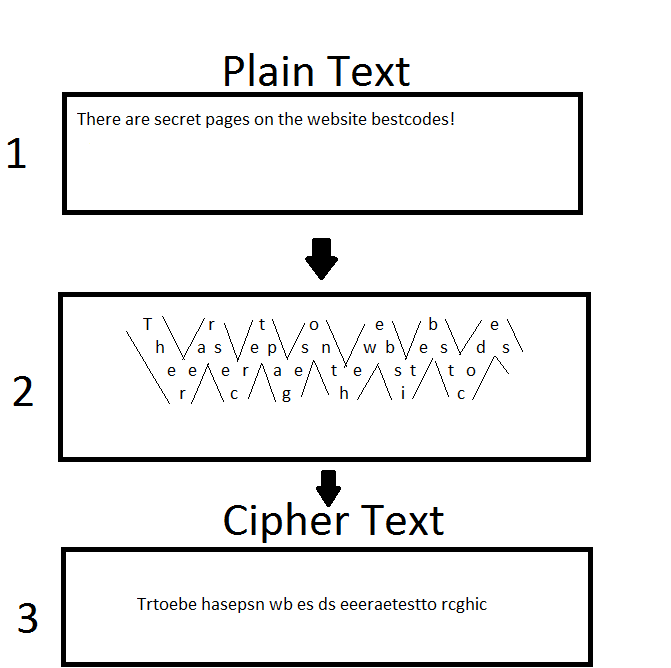 Plain Text
1
There are secret pages on the website bestcodes!
2
T r t o e b e
h a s e p s n w b e s d s
e e e r a e t e s t t o
r c g h i c
Cipher Text
3
Trtoebe hasepsn wb es ds eeeraetestto rcghic